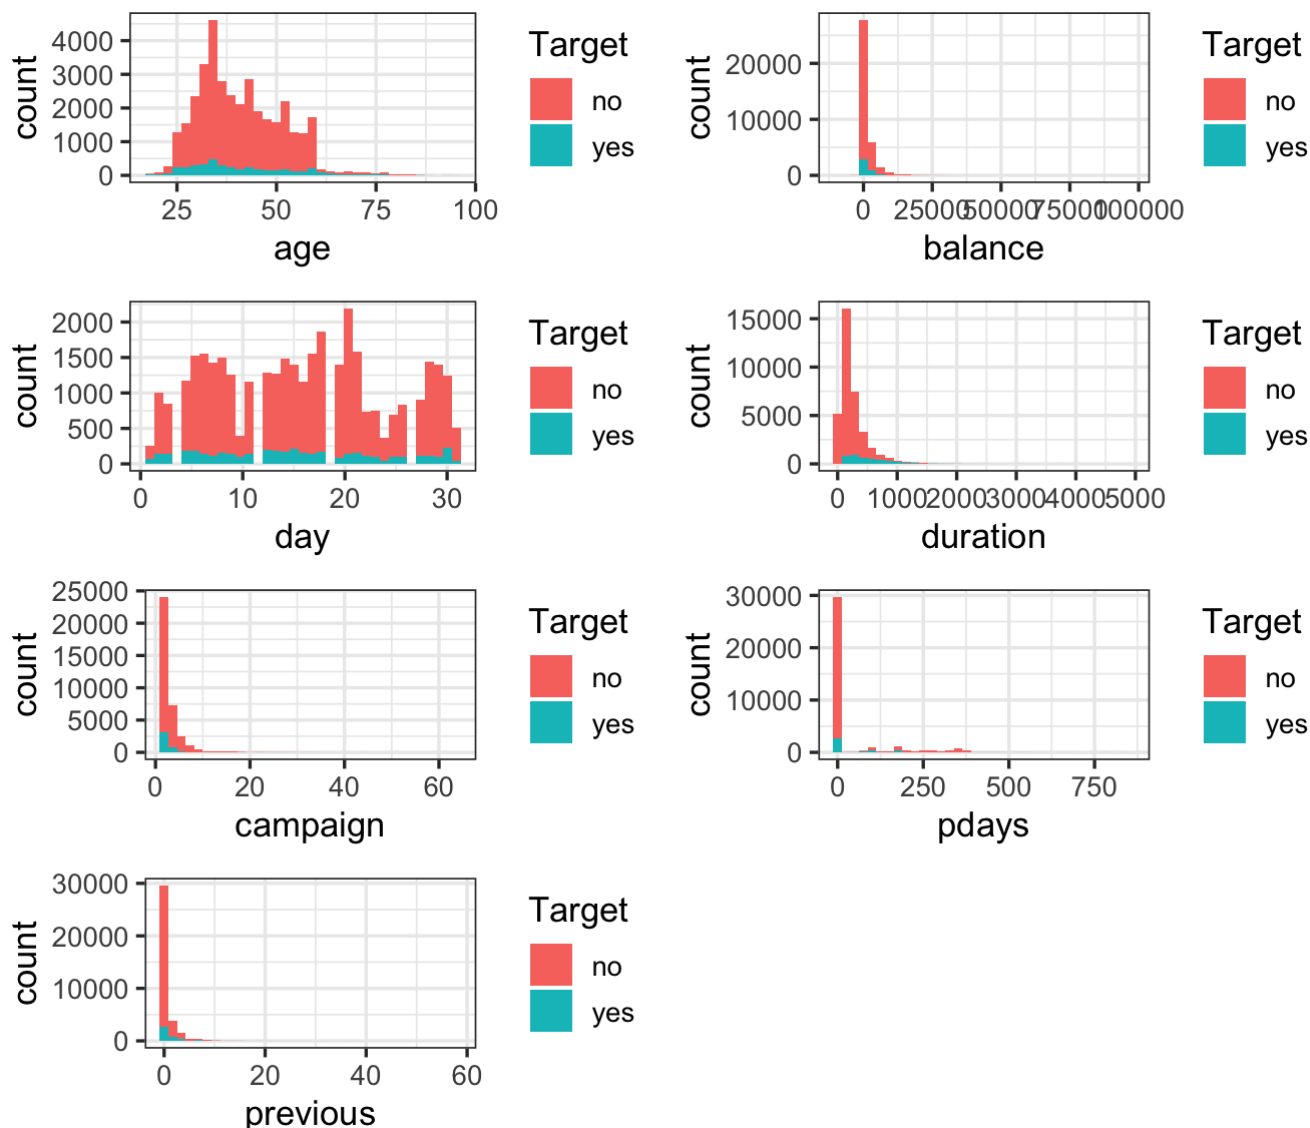 4000
3000
2000
1000
0
count
25 50 75 100
age
Target
no
yes
20000
10000
0
count
0 25000 50000 75000 100000
balance
Target
no
yes
2000
1500
1000
500
0
count
0 10 20 30
day
Target
no
yes
15000
10000
5000
0
count
0 1000 2000 3000 4000 5000
duration
Target
no
yes
25000
20000
15000
10000
5000
0
count
0 20 40 60
campaign
Target
no
yes
30000
20000
10000
0
count
0 250 500 750
pdays
Target
no
yes
30000
20000
10000
0
count
0 20 40 60
previous
Target
no
yes